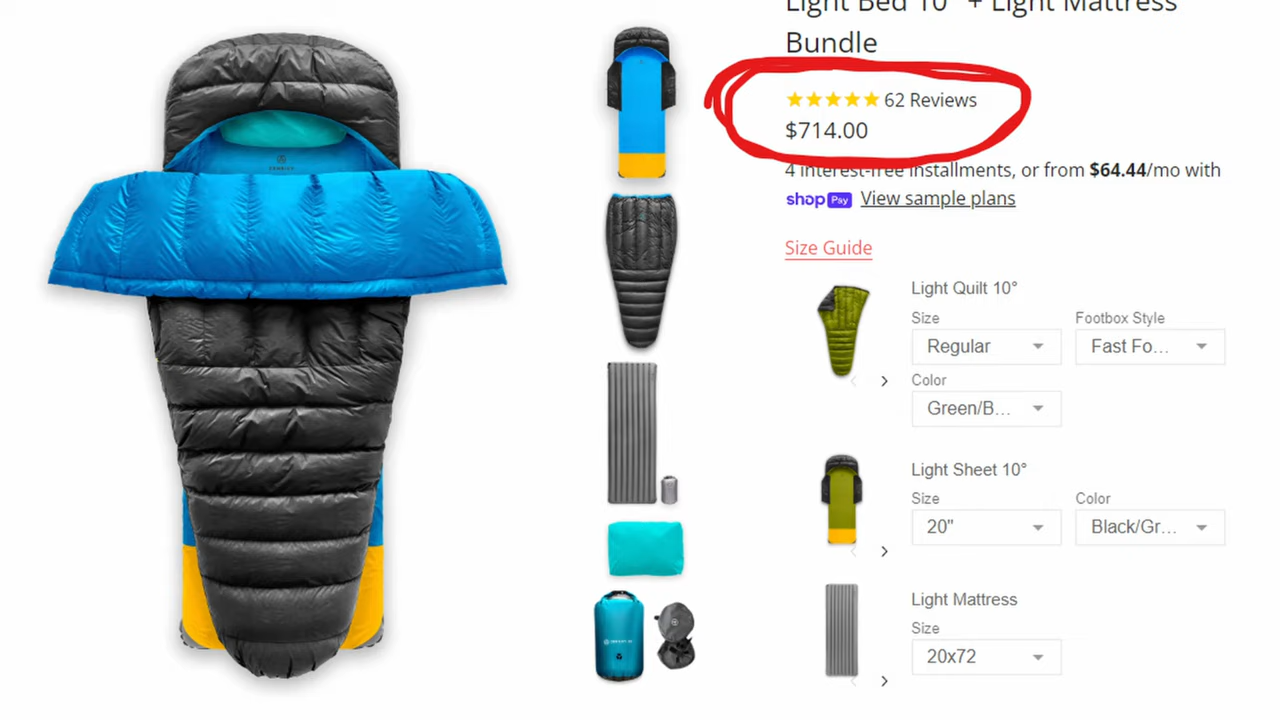 Light Bed 10° + Light Mattress
Bundle
62 Reviews
$714.00
4 interest-free installments, or from $64.44/mo with
shop Pay View sample plans
Size Guide
Light Quilt 10°
Size
Footbox Style
Regular
Fast Fo...
Color
Green/B...
Light Sheet 10°
Size
Color
20"
Black/Gr...
Light Mattress
Size
20x72